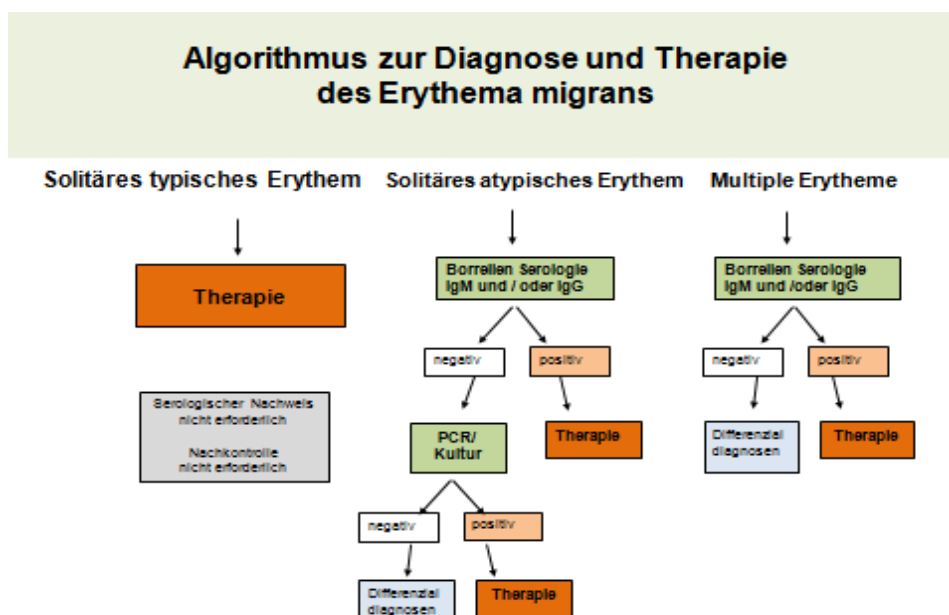 Algorithmus zur Diagnose und Therapie
des Erythema migrans
Solitäres typisches Erythem
Therapie
Serologischer Nachweis
nicht erforderlich
Nachkontrolle
nicht erforderlich
Solitäres atypisches Erythem
Borrelien Serologie
IgM und / oder IgG
negativ
positiv
PCR/
Kultur
Therapie
negativ
positiv
Differenzial
diagnosen
Therapie
Multiple Erytheme
Borrelien Serologie
IgM und /oder IgG
negativ
positiv
Differenzial
diagnosen
Therapie